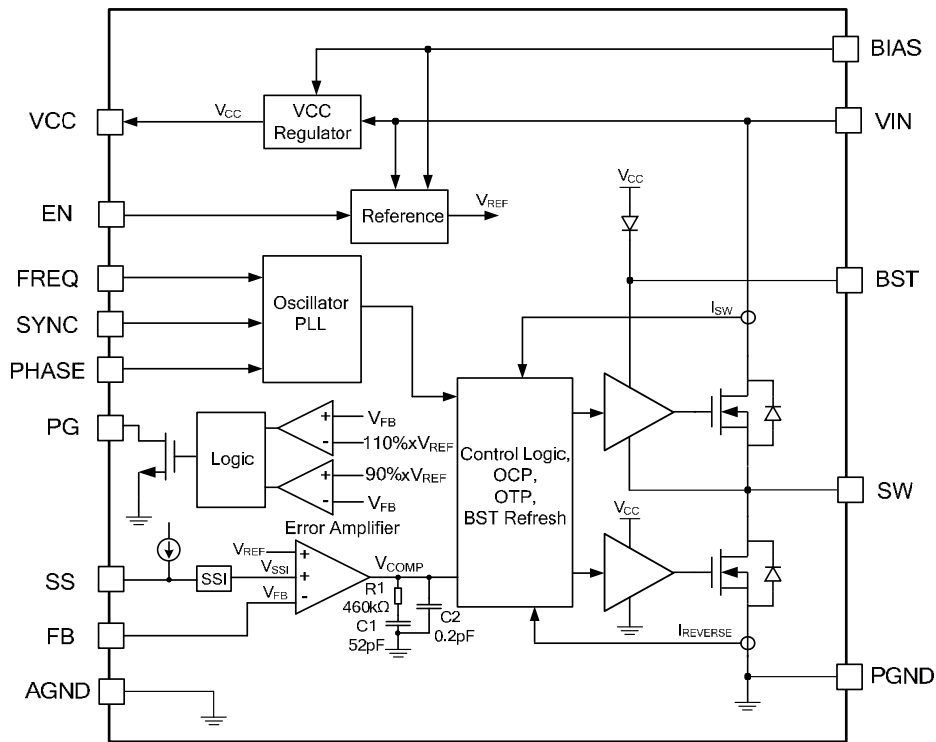 BIAS
VCC
VCC
VCC
Regulator
VIN
VCC
EN
Reference
VREF
FREQ
Oscillator
PLL
BST
SYNC
ISW
PHASE
PG
Logic
+
VFB
-
110%xVREF
+
90%xVREF
-
VFB
Control Logic,
OCP,
OTP,
BST Refresh
SW
Error Amplifier
VCC
VREF
+
VCOMP
SS
SSI
VSSI
+
VFB
-
R1
460kΩ
C1
52pF
C2
0.2pF
FB
IREVERSE
AGND
PGND